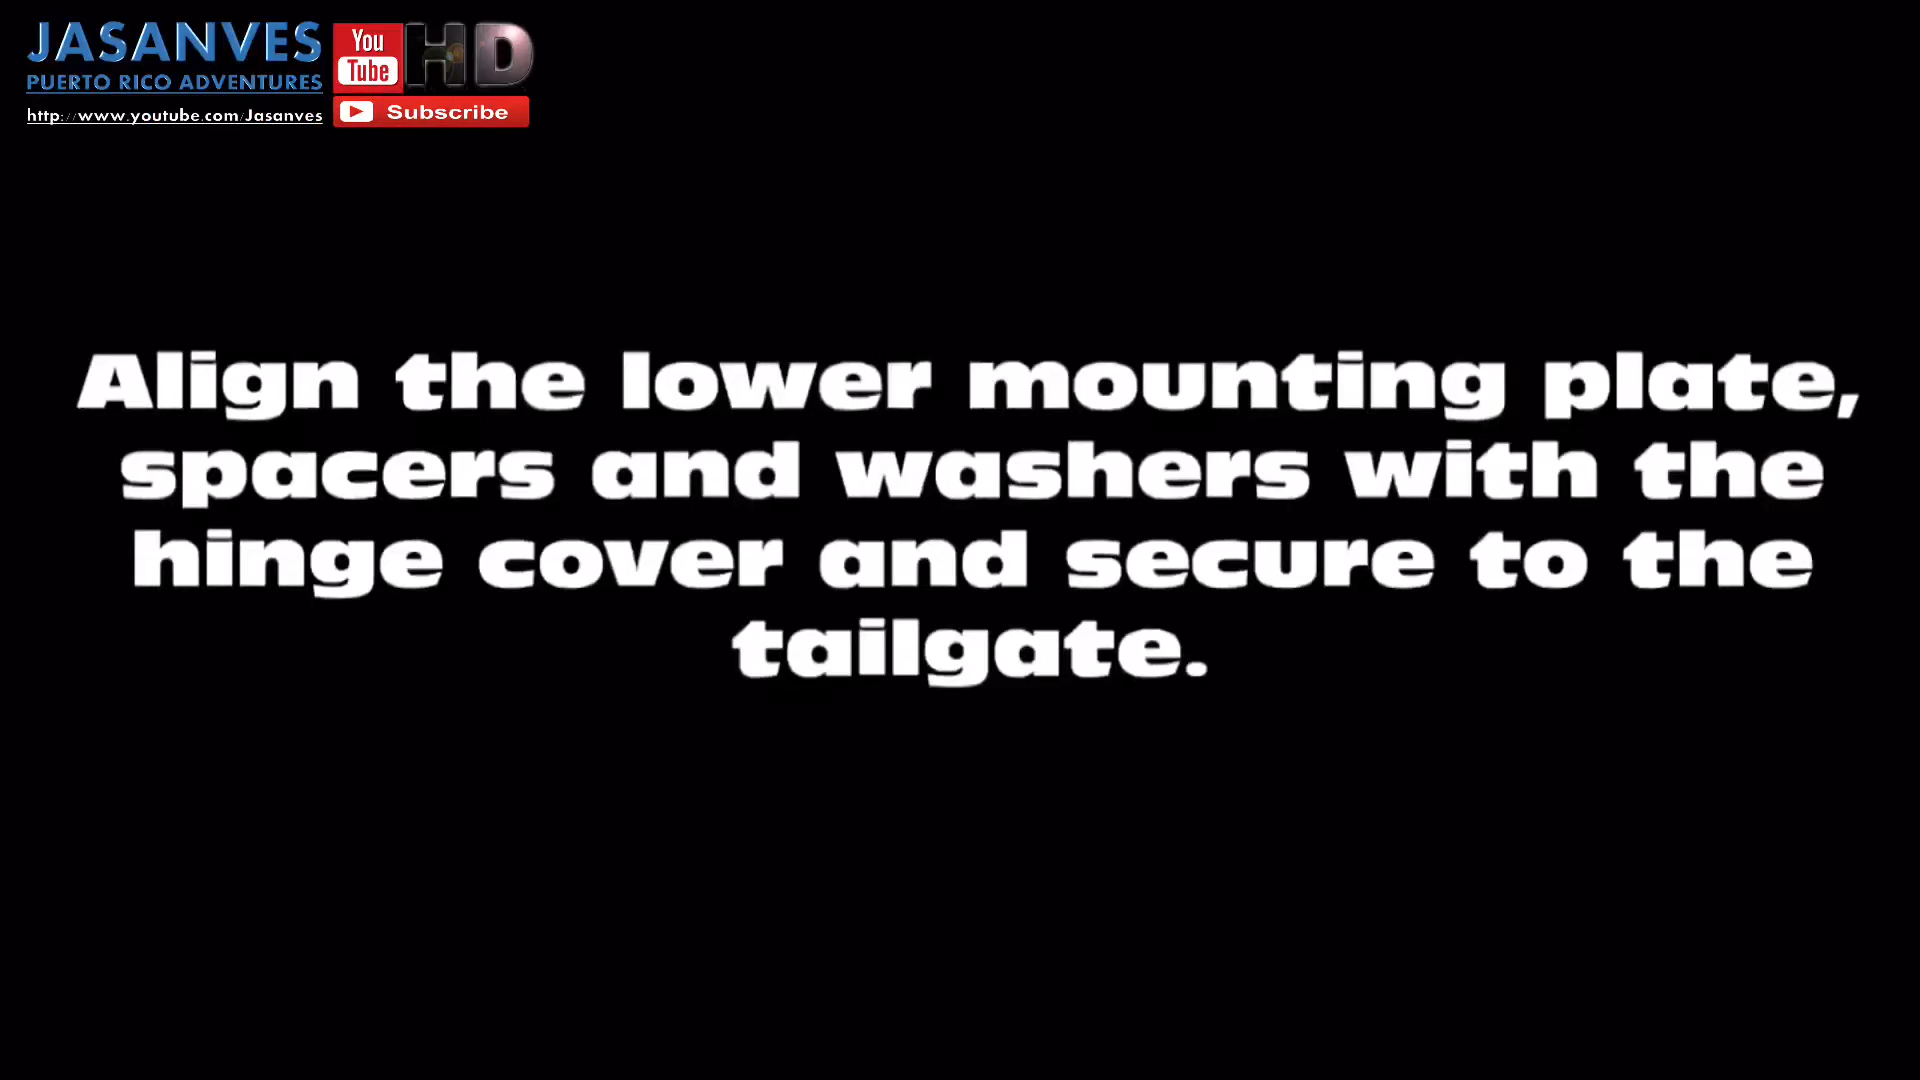 JASANVES
PUERTO RICO ADVENTURES
http://www.youtube.com/Jasanves
You
Tube
HD
Subscribe
Align the lower mounting plate,
spacers and washers with the
hinge cover and secure to the
tailgate.